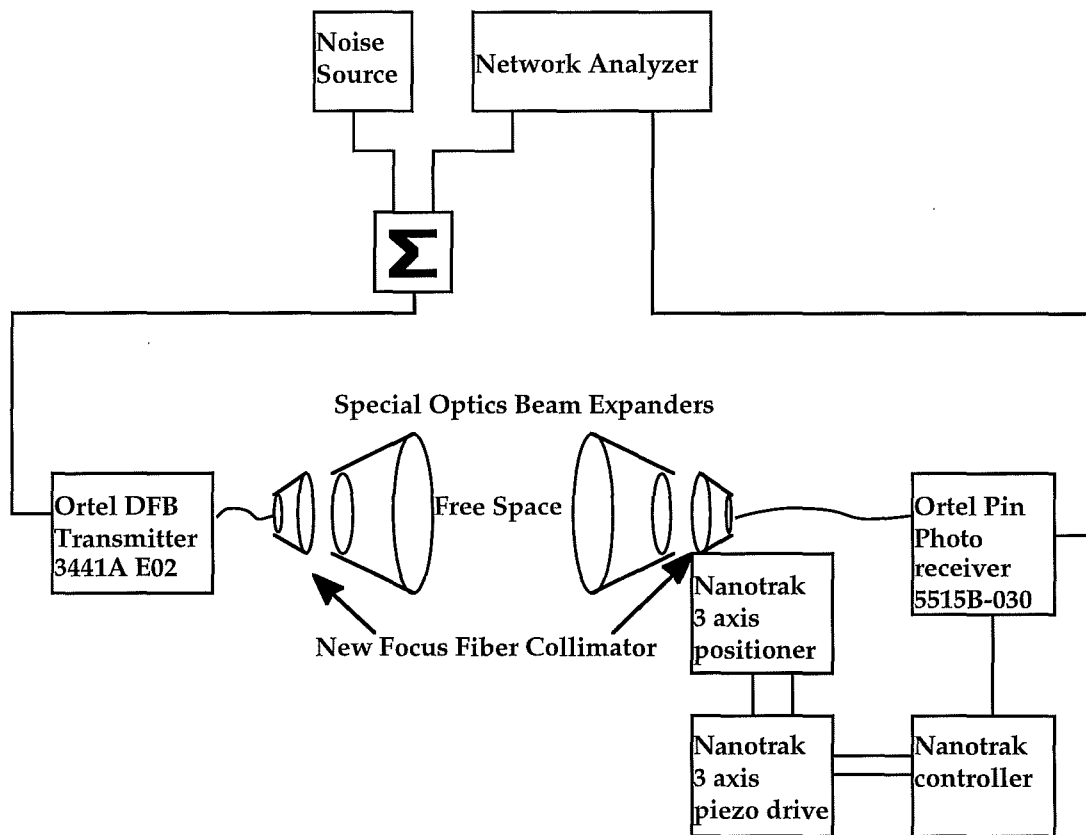 Noise
Source
Network Analyzer
Σ
Special Optics Beam Expanders
Ortel DFB
Transmitter
3441A E02
Free Space
Ortel Pin
Photo
receiver
5515B-030
New Focus Fiber Collimator
Nanotrak
3 axis
positioner
Nanotrak
3 axis
piezo drive
Nanotrak
controller